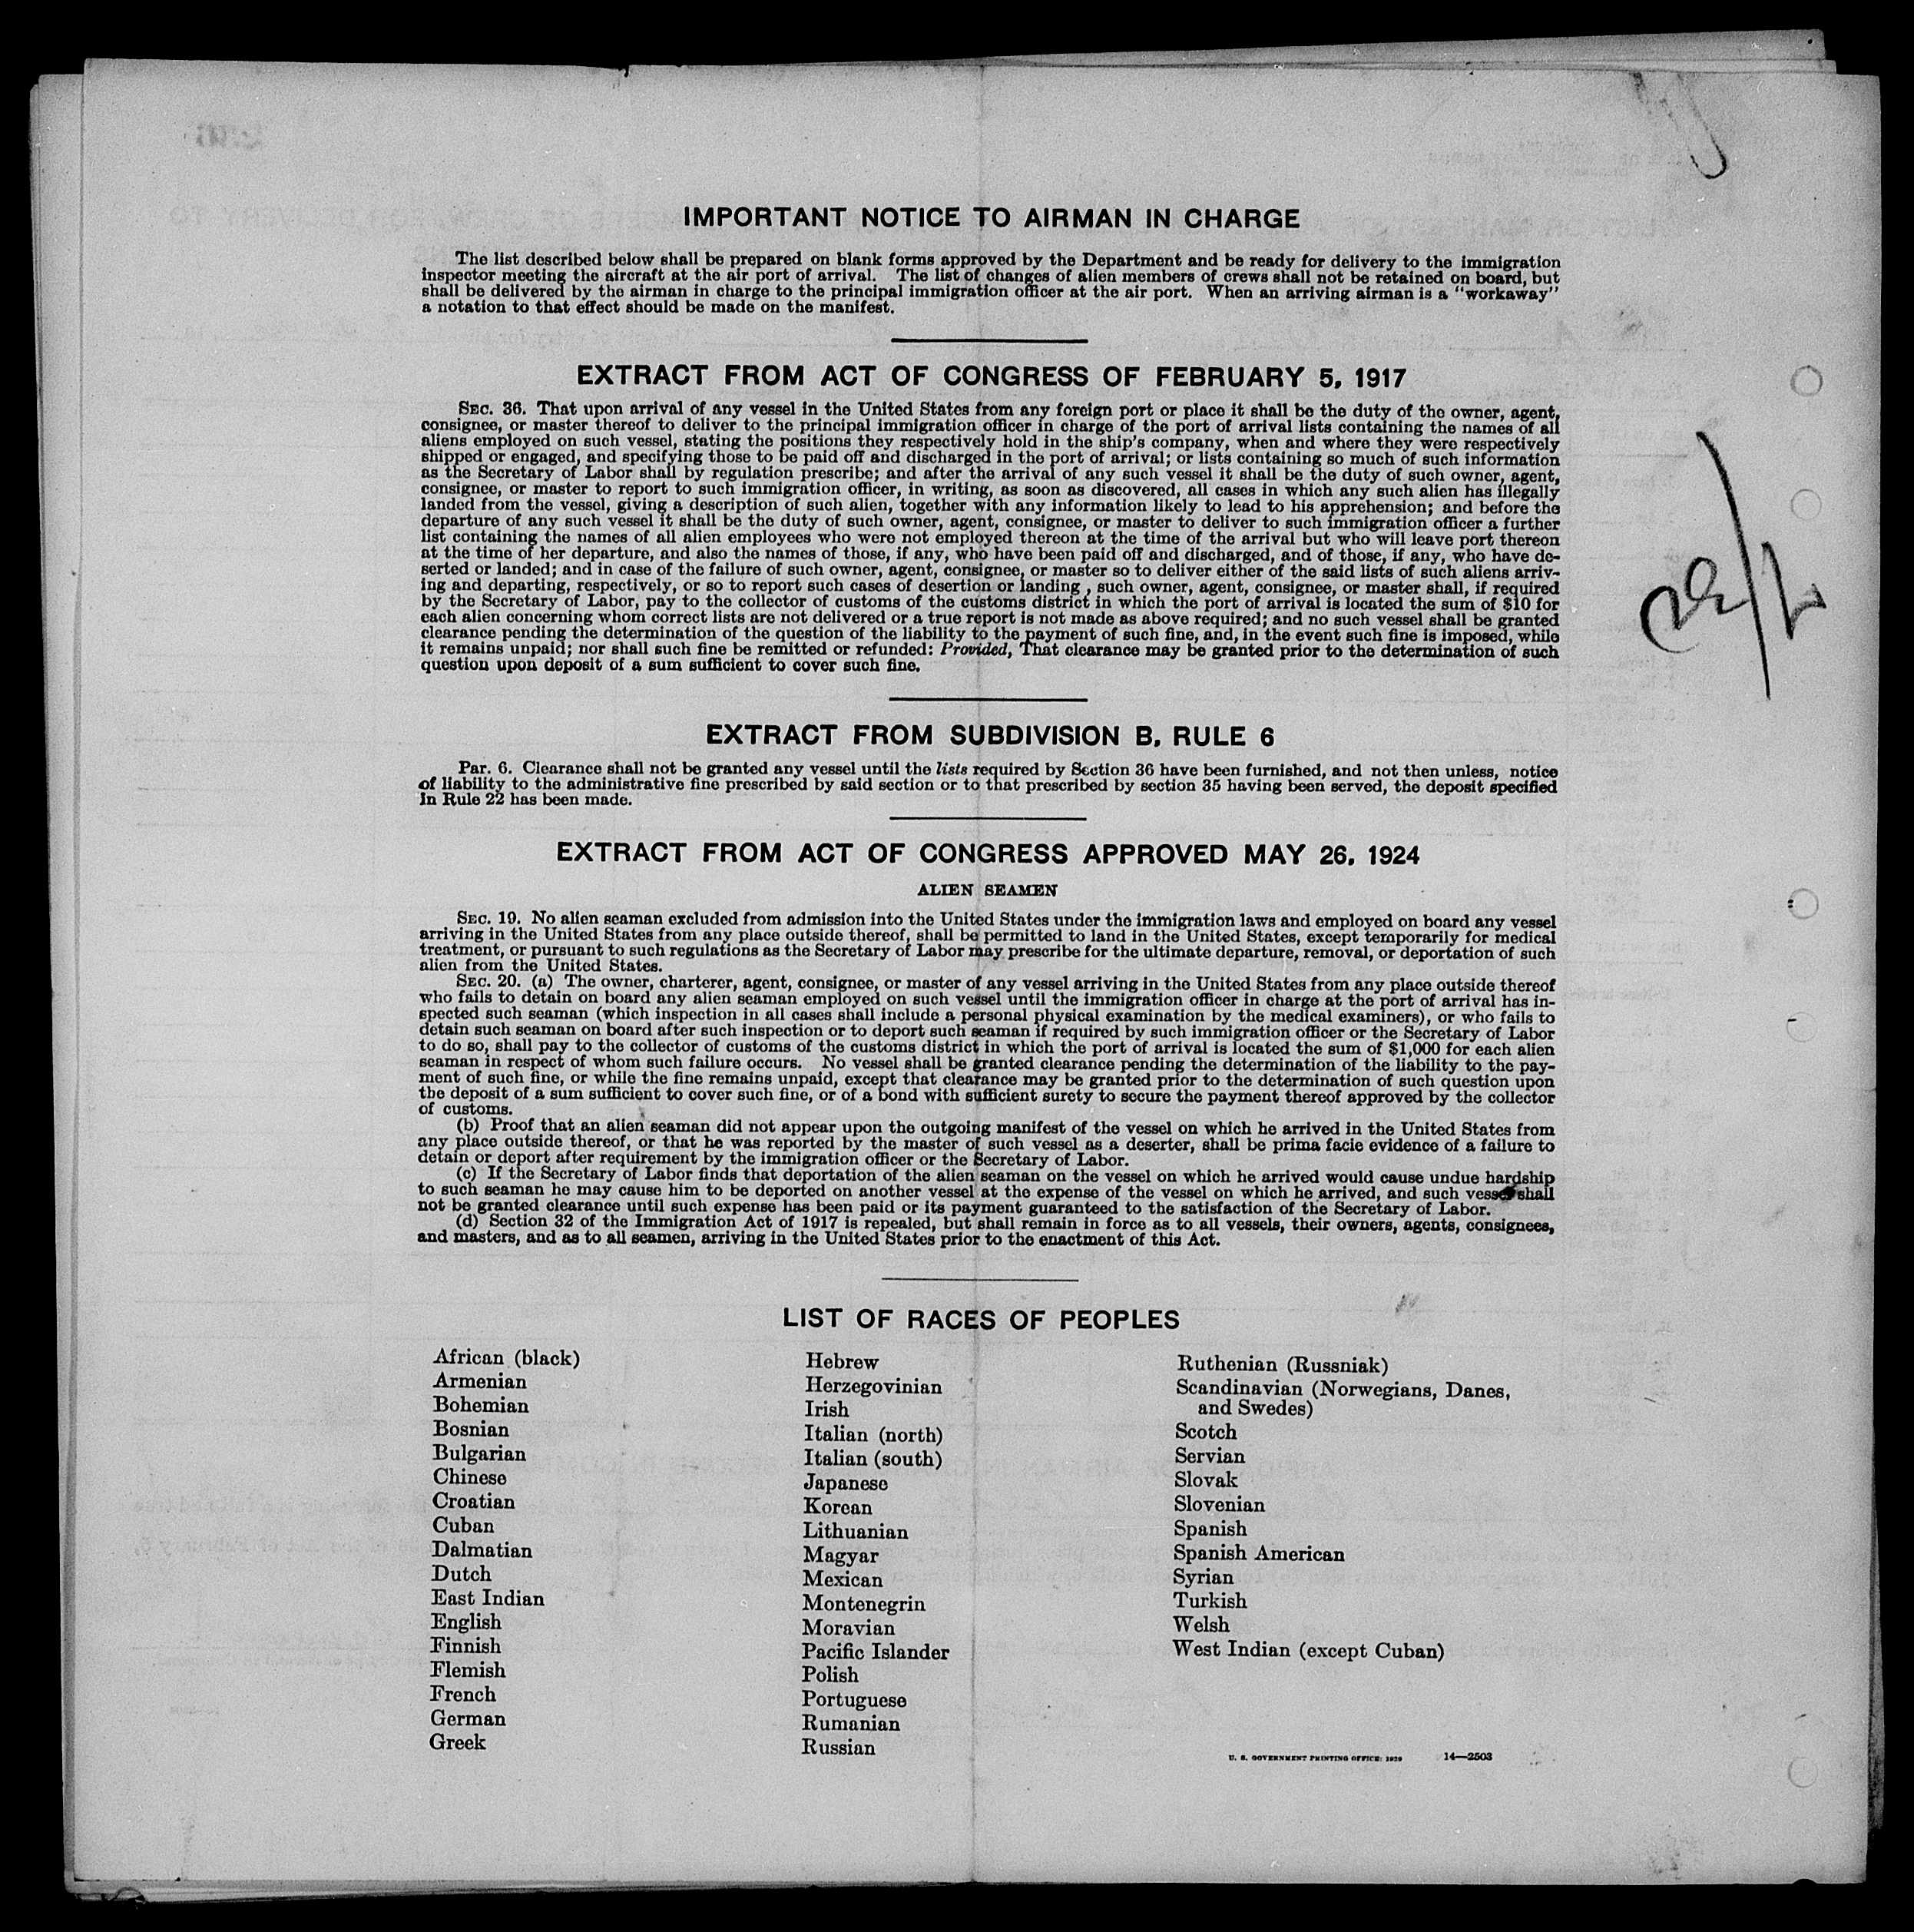 IMPORTANT NOTICE TO AIRMAN IN CHARGE
The list described below shall be prepared on blank forms approved by the Department and be ready for delivery to the immigration
inspector meeting the aircraft at the air port of arrival. The list of changes of alien members of crews shall not be retained on board, but
shall be delivered by the airman in charge to the principal immigration officer at the air port. When an arriving airman is a "workaway"
a notation to that effect should be made on the manifest.
EXTRACT FROM ACT OF CONGRESS OF FEBRUARY 5, 1917
SEC. 36. That upon arrival of any vessel in the United States from any foreign port or place it shall be the duty of the owner, agent,
consignee, or master thereof to deliver to the principal immigration officer in charge of the port of arrival lists containing the names of all
aliens employed on such vessel, stating the positions they respectively hold in the ship's company, when and where they were respectively
shipped or engaged, and specifying those to be paid off and discharged in the port of arrival; or lists containing so much of such information
as the Secretary of Labor shall by regulation prescribe; and after the arrival of any such vessel it shall be the duty of such owner, agent,
consignee, or master to report to such immigration officer, in writing, as soon as discovered, all cases in which any such alien has illegally
landed from the vessel, giving a description of such alien, together with any information likely to lead to his apprehension; and before the
departure of any such vessel it shall be the duty of such owner, agent, consignee, or master to deliver to such immigration officer a further
list containing the names of all alien employees who were not employed thereon at the time of the arrival but who will leave port thereon
at the time of her departure, and also the names of those, if any, who have been paid off and discharged, and of those, if any, who have de-
serted or landed; and in case of the failure of such owner, agent, consignee, or master so to deliver either of the said lists of such aliens arriv-
ing and departing, respectively, or so to report such cases of desertion or landing , such owner, agent, consignee, or master shall, if required
by the Secretary of Labor, pay to the collector of customs of the customs district in which the port of arrival is located the sum of $10 for
each alien concerning whom correct lists are not delivered or a true report is not made as above required; and no such vessel shall be granted
clearance pending the determination of the question of the liability to the payment of such fine, and, in the event such fine is imposed, while
it remains unpaid; nor shall such fine be remitted or refunded: Provided, That clearance may be granted prior to the determination of such
question upon deposit of a sum sufficient to cover such fine.
EXTRACT FROM SUBDIVISION B, RULE 6
Par. 6. Clearance shall not be granted any vessel until the lists required by Section 36 have been furnished, and not then unless, notice
of liability to the administrative fine prescribed by said section or to that prescribed by section 35 having been served, the deposit specified
in Rule 22 has been made.
EXTRACT FROM ACT OF CONGRESS APPROVED MAY 26, 1924
ALIEN SEAMEN
SEC. 19. No alien seaman excluded from admission into the United States under the immigration laws and employed on board any vessel
arriving in the United States from any place outside thereof, shall be permitted to land in the United States, except temporarily for medical
treatment, or pursuant to such regulations as the Secretary of Labor may prescribe for the ultimate departure, removal, or deportation of such
alien from the United States.
SEC. 20. (a) The owner, charterer, agent, consignee, or master of any vessel arriving in the United States from any place outside thereof
who fails to detain on board any alien seaman employed on such vessel until the immigration officer in charge at the port of arrival has in-
spected such seaman (which inspection in all cases shall include a personal physical examination by the medical examiners), or who fails to
detain such seaman on board after such inspection or to deport such seaman if required by such immigration officer or the Secretary of Labor
to do so, shall pay to the collector of customs of the customs district in which the port of arrival is located the sum of $1,000 for each alien
seaman in respect of whom such failure occurs. No vessel shall be granted clearance pending the determination of the liability to the pay-
ment of such fine, or while the fine remains unpaid, except that clearance may be granted prior to the determination of such question upon
the deposit of a sum sufficient to cover such fine, or of a bond with sufficient surety to secure the payment thereof approved by the collector
of customs.
(b) Proof that an alien seaman did not appear upon the outgoing manifest of the vessel on which he arrived in the United States from
any place outside thereof, or that he was reported by the master of such vessel as a deserter, shall be prima facie evidence of a failure to
detain or deport after requirement by the immigration officer or the Secretary of Labor.
(c) If the Secretary of Labor finds that deportation of the alien seaman on the vessel on which he arrived would cause undue hardship
to such seaman he may cause him to be deported on another vessel at the expense of the vessel on which he arrived, and such vessel shall
not be granted clearance until such expense has been paid or its payment guaranteed to the satisfaction of the Secretary of Labor.
(d) Section 32 of the Immigration Act of 1917 is repealed, but shall remain in force as to all vessels, their owners, agents, consignees,
and masters, and as to all seamen, arriving in the United States prior to the enactment of this Act.
LIST OF RACES OF PEOPLES
African (black)
Armenian
Bohemian
Bosnian
Bulgarian
Chinese
Croatian
Cuban
Dalmatian
Dutch
East Indian
English
Finnish
Flemish
French
German
Greek
Hebrew
Herzegovinian
Irish
Italian (north)
Italian (south)
Japanese
Korean
Lithuanian
Magyar
Mexican
Montenegrin
Moravian
Pacific Islander
Polish
Portuguese
Rumanian
Russian
Ruthenian (Russniak)
Scandinavian (Norwegians, Danes,
and Swedes)
Scotch
Servian
Slovak
Slovenian
Spanish
Spanish American
Syrian
Turkish
Welsh
West Indian (except Cuban)
U. S. GOVERNMENT PRINTING OFFICE: 1929 14—2503